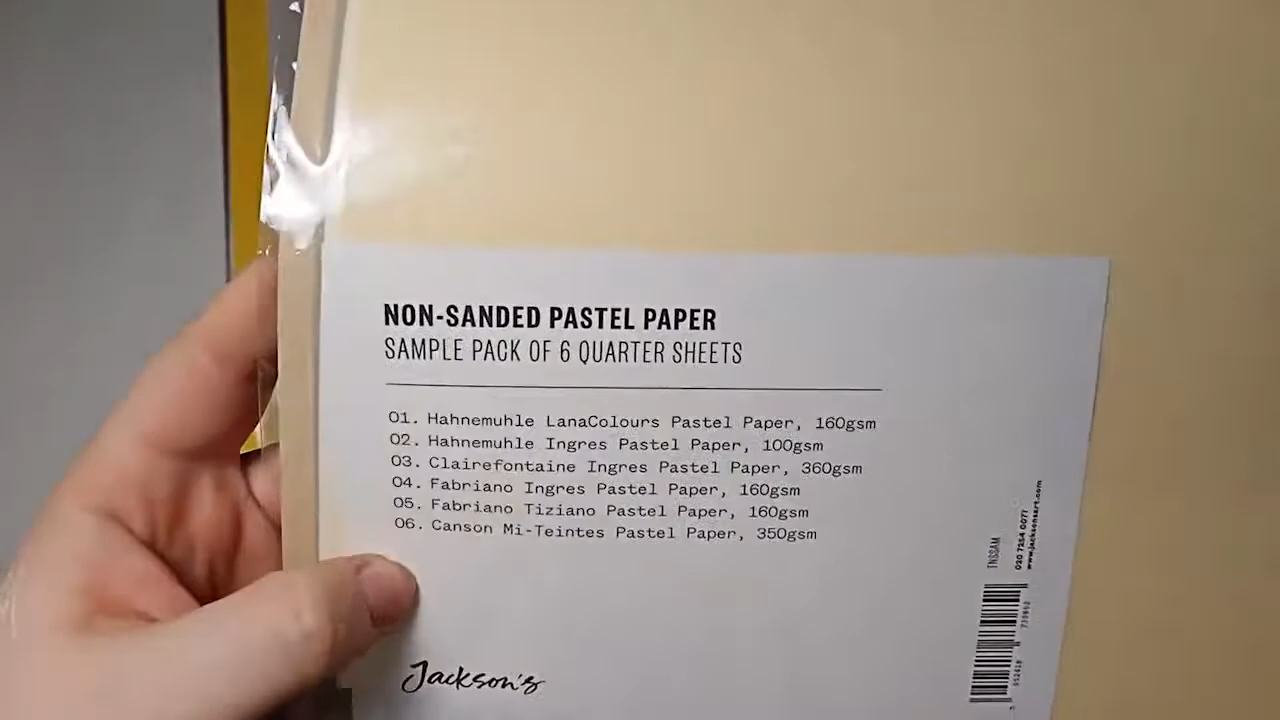 NON-SANDED PASTEL PAPER
SAMPLE PACK OF 6 QUARTER SHEETS
01. Hahnemuhle LanaColours Pastel Paper, 160gsm
02. Hahnemuhle Ingres Pastel Paper, 100gsm
03. Clairefontaine Ingres Pastel Paper, 360gsm
04. Fabriano Ingres Pastel Paper, 160gsm
05. Fabriano Tiziano Pastel Paper, 160gsm
06. Canson Mi-Teintes Pastel Paper, 350gsm
Jackson's
TNSSAM
020 7254 0077
www.jacksonsart.com